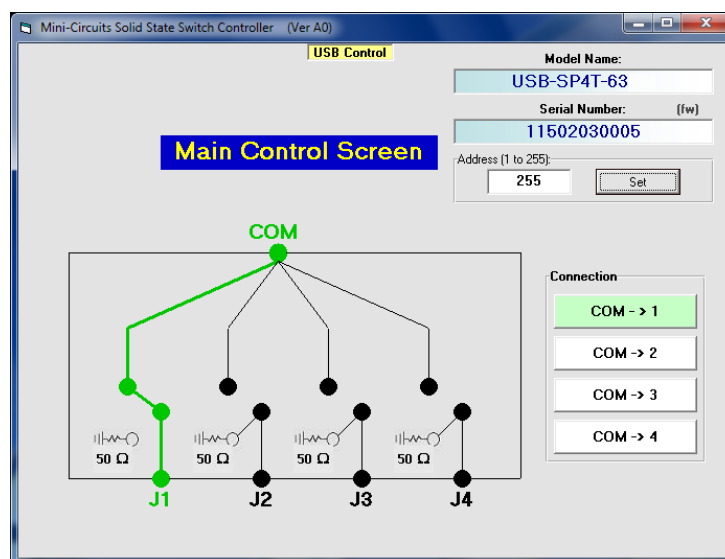 Mini-Circuits Solid State Switch Controller (Ver A0)
USB Control
Model Name:
USB-SP4T-63
Serial Number: (fw)
11502030005
Main Control Screen
Address (1 to 255):
255 Set
COM
Connection
COM - > 1
COM -> 2
COM -> 3
COM -> 4
50 Ω 50 Ω 50 Ω 50 Ω
J1 J2 J3 J4